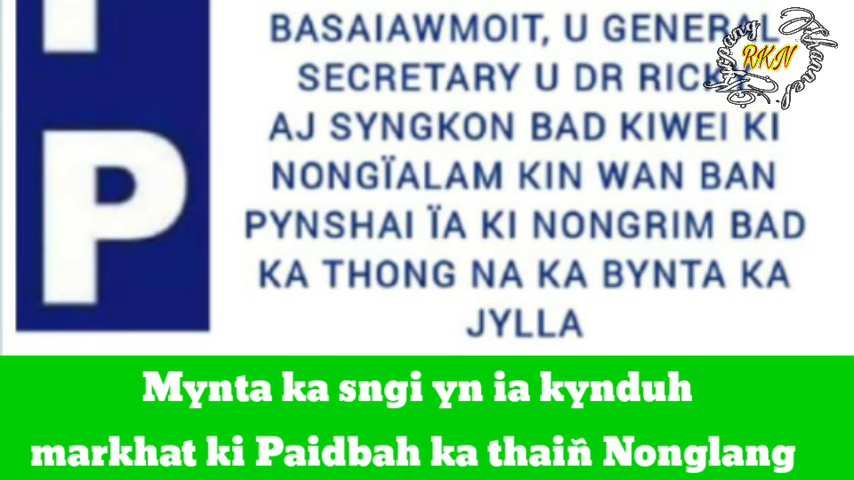 P
BASAIAWMOIT, U GENERAL
SECRETARY U DR RICKY
AJ SYNGKON BAD KIWEI KI
NONGÏALAM KIN WAN BAN
PYNSHAI ÏA KI NONGRIM BAD
KA THONG NA KA BYNTA KA
JYLLA
RKN
Channel
Mynta ka sngi yn ia kynduh
markhat ki Paidbah ka thaiñ Nonglang